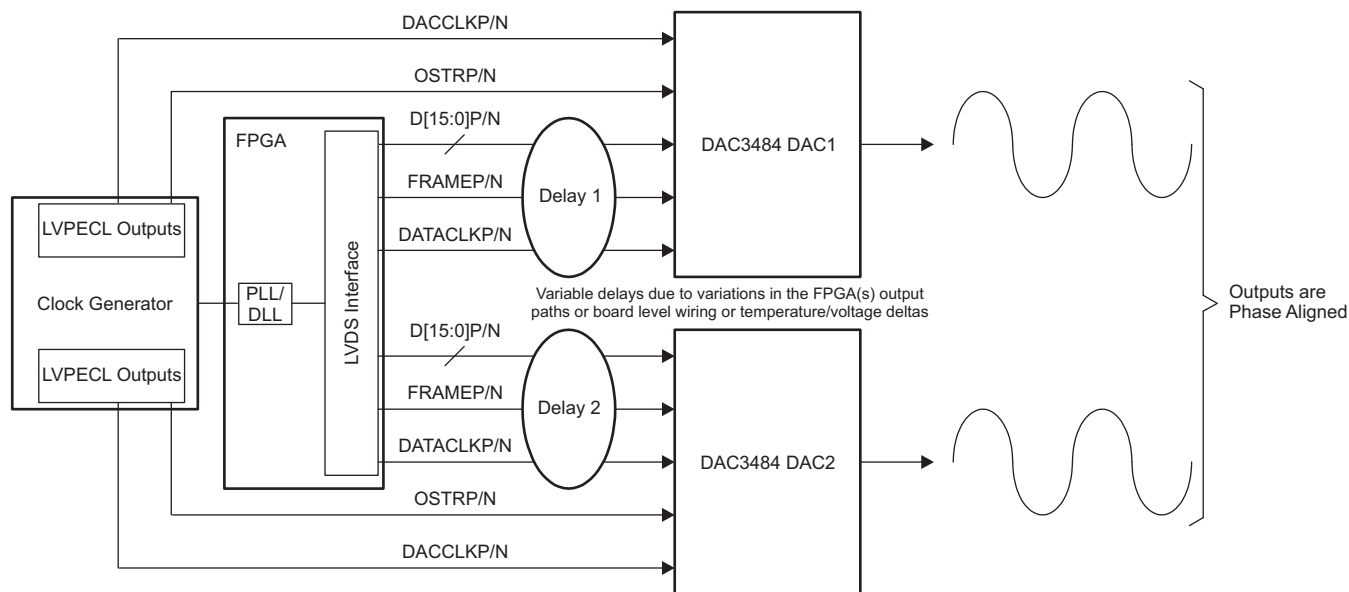 DACCLKP/N
OSTRP/N
D[15:0]P/N
FPGA
DAC3484 DAC1
FRAMEP/N
Delay 1
LVPECL Outputs
DATACLKP/N
Clock Generator
PLL/
DLL
LVDS Interface
Variable delays due to variations in the FPGA(s) output
paths or board level wiring or temperature/voltage deltas
Outputs are
Phase Aligned
D[15:0]P/N
LVPECL Outputs
FRAMEP/N
Delay 2
DATACLKP/N
DAC3484 DAC2
OSTRP/N
DACCLKP/N